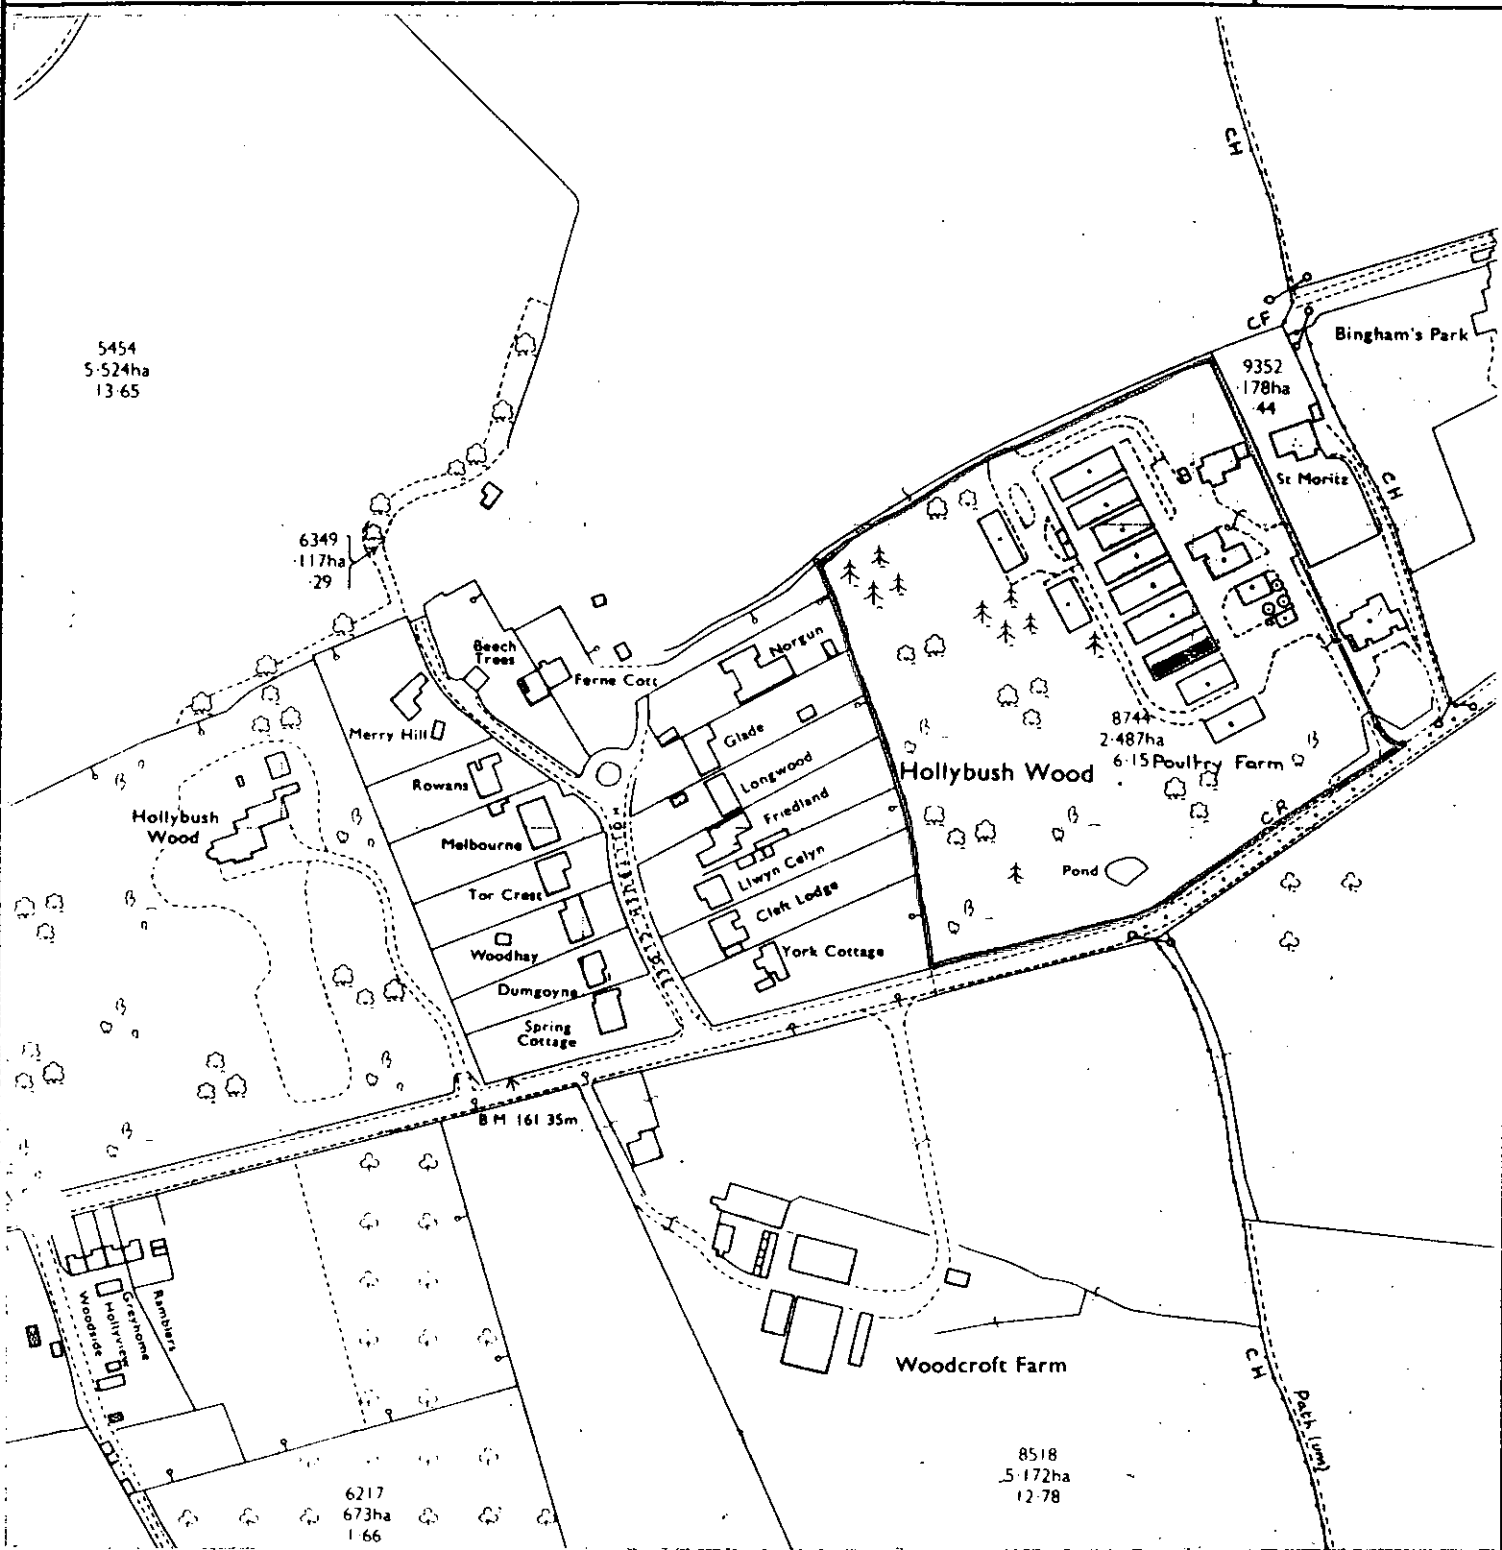 CH
5454
5·524ha
13·65
CF
Bingham's Park
9352
·178ha
·44
St Moritz
CH
6349
·117ha
·29
Beech
Trees
Norgun
Ferne Cott
Merry Hill
Glade
8744
2·487ha
6·15
Poultry Farm
Hollybush Wood
Rowans
Longwood
Hollybush
Wood
Friedland
CR
Melbourne
Llwyn Celyn
Pond
Tor Crest
Cleft Lodge
York Cottage
Woodhay
Dumgoyne
Spring
Cottage
B M 161 35m
Ramblers
Greyhome
Hollyview
Woodside
Woodcroft Farm
CH
Path (um)
8518
5·172ha
12·78
6217
673ha
1·66